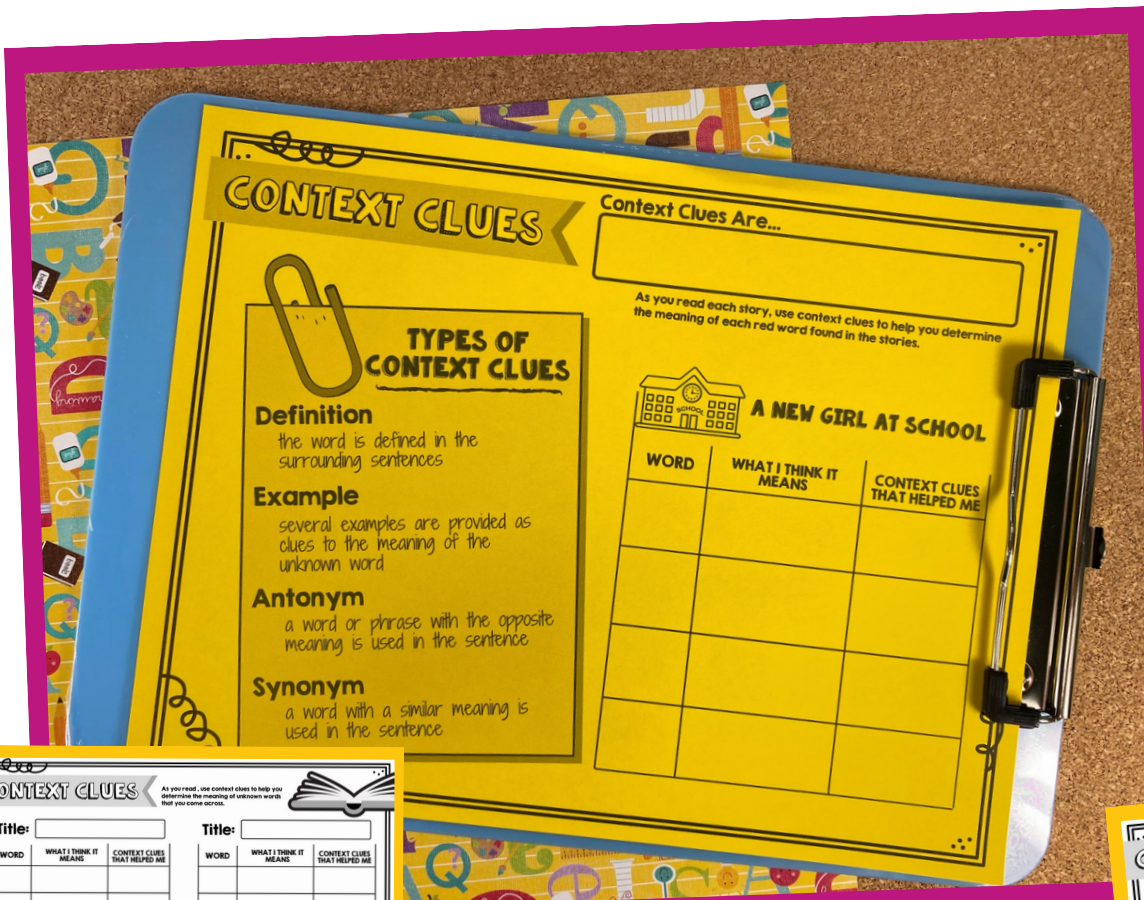 CONTEXT CLUES
TYPES OF
CONTEXT CLUES
Definition
the word is defined in the
surrounding sentences
Example
several examples are provided as
clues to the meaning of the
unknown word
Antonym
a word or phrase with the opposite
meaning is used in the sentence
Synonym
a word with a similar meaning is
used in the sentence
Context Clues Are...
As you read each story, use context clues to help you determine
the meaning of each red word found in the stories.
SCHOOL
A NEW GIRL AT SCHOOL
WORD
WHAT I THINK IT
MEANS
CONTEXT CLUES
THAT HELPED ME
ONTEXT CLUES
As you read, use context clues to help you
determine the meaning of unknown words
that you come across.
Title:
Title:
WORD
WHAT I THINK IT
MEANS
CONTEXT CLUES
THAT HELPED ME
WORD
WHAT I THINK IT
MEANS
CONTEXT CLUES
THAT HELPED ME